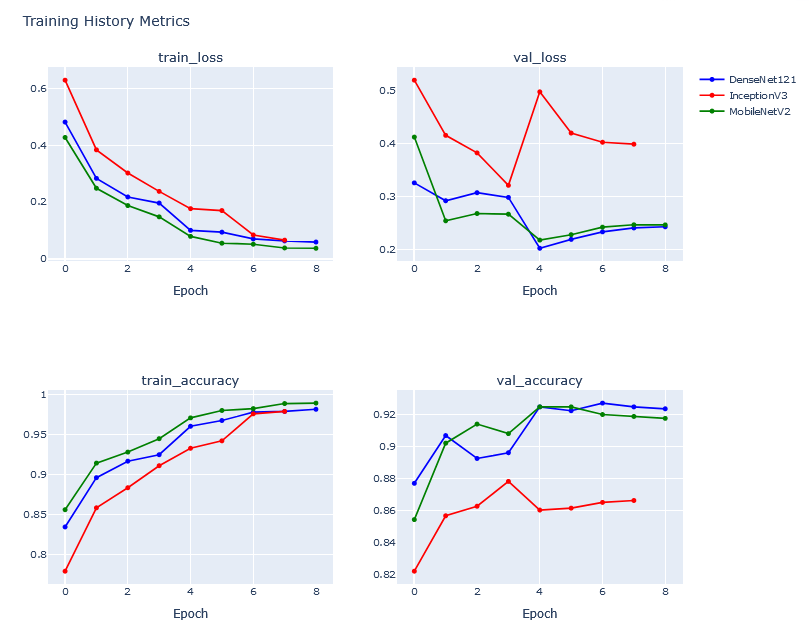 Training History Metrics
train_loss
val_loss
DenseNet121
InceptionV3
MobileNetV2
0.6
0.4
0.2
0
0 2 4 6 8
Epoch
0.5
0.4
0.3
0.2
0 2 4 6 8
Epoch
train_accuracy
val_accuracy
1
0.95
0.9
0.85
0.8
0 2 4 6 8
Epoch
0.92
0.9
0.88
0.86
0.84
0.82
0 2 4 6 8
Epoch